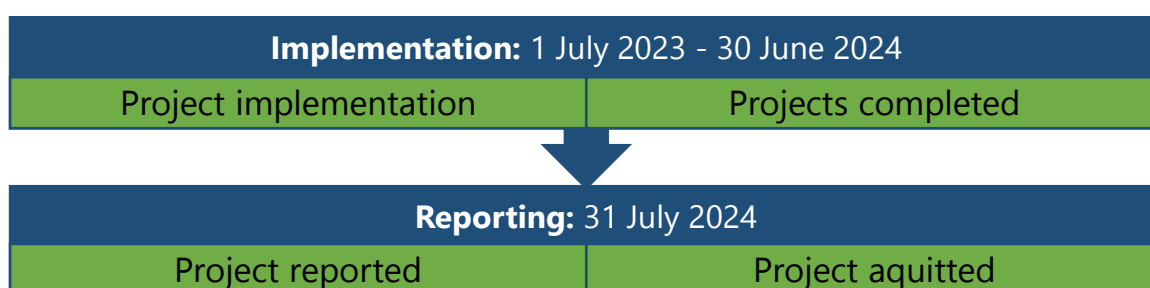 Implementation: 1 July 2023 - 30 June 2024
Project implementation
Projects completed
Reporting: 31 July 2024
Project reported
Project aquitted